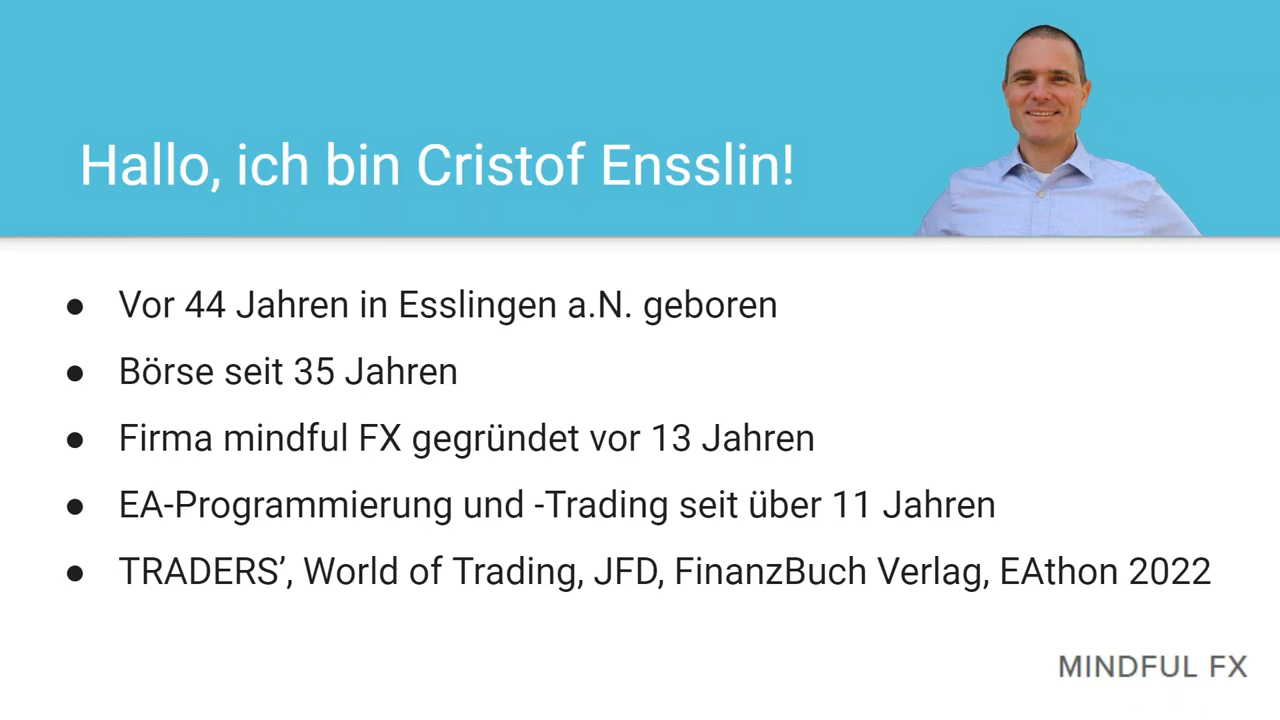 Hallo, ich bin Cristof Ensslin!
● Vor 44 Jahren in Esslingen a.N. geboren
● Börse seit 35 Jahren
● Firma mindful FX gegründet vor 13 Jahren
● EA-Programmierung und -Trading seit über 11 Jahren
● TRADERS’, World of Trading, JFD, FinanzBuch Verlag, EAthon 2022
MINDFUL FX